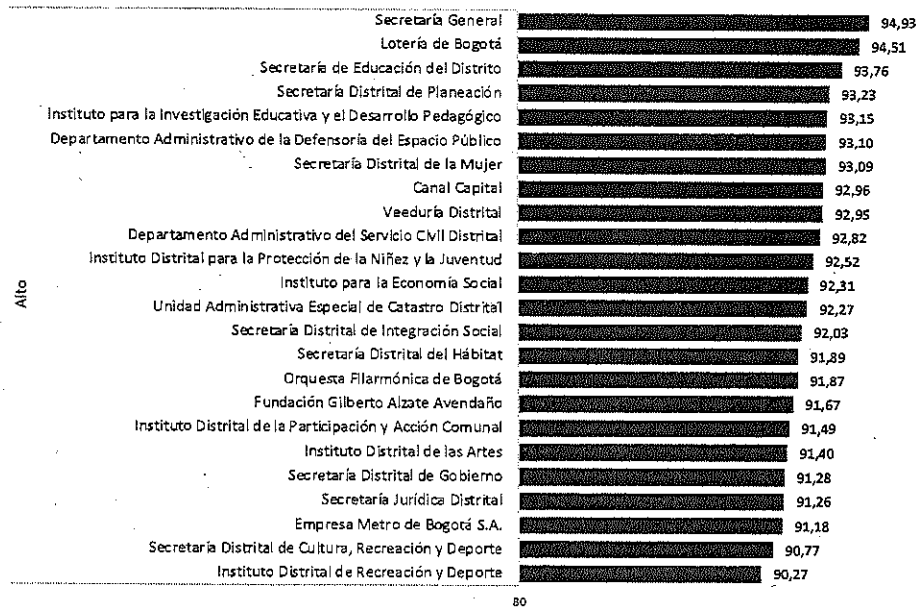 Secretaría General 94,93
Lotería de Bogotá 94,51
Secretaría de Educación del Distrito 93,76
Secretaría Distrital de Planeación 93,23
Instituto para la Investigación Educativa y el Desarrollo Pedagógico 93,15
Departamento Administrativo de la Defensoría del Espacio Público 93,10
Secretaría Distrital de la Mujer 93,09
Canal Capital 92,96
Veeduría Distrital 92,95
Departamento Administrativo del Servicio Civil Distrital 92,82
Instituto Distrital para la Protección de la Niñez y la Juventud 92,52
Instituto para la Economía Social 92,31
Unidad Administrativa Especial de Catastro Distrital 92,27
Secretaría Distrital de Integración Social 92,03
Secretaría Distrital del Hábitat 91,89
Orquesta Filarmónica de Bogotá 91,87
Fundación Gilberto Alzate Avendaño 91,67
Instituto Distrital de la Participación y Acción Comunal 91,49
Instituto Distrital de las Artes 91,40
Secretaría Distrital de Gobierno 91,28
Secretaría Jurídica Distrital 91,26
Empresa Metro de Bogotá S.A. 91,18
Secretaría Distrital de Cultura, Recreación y Deporte 90,77
Instituto Distrital de Recreación y Deporte 90,27
Alto
80